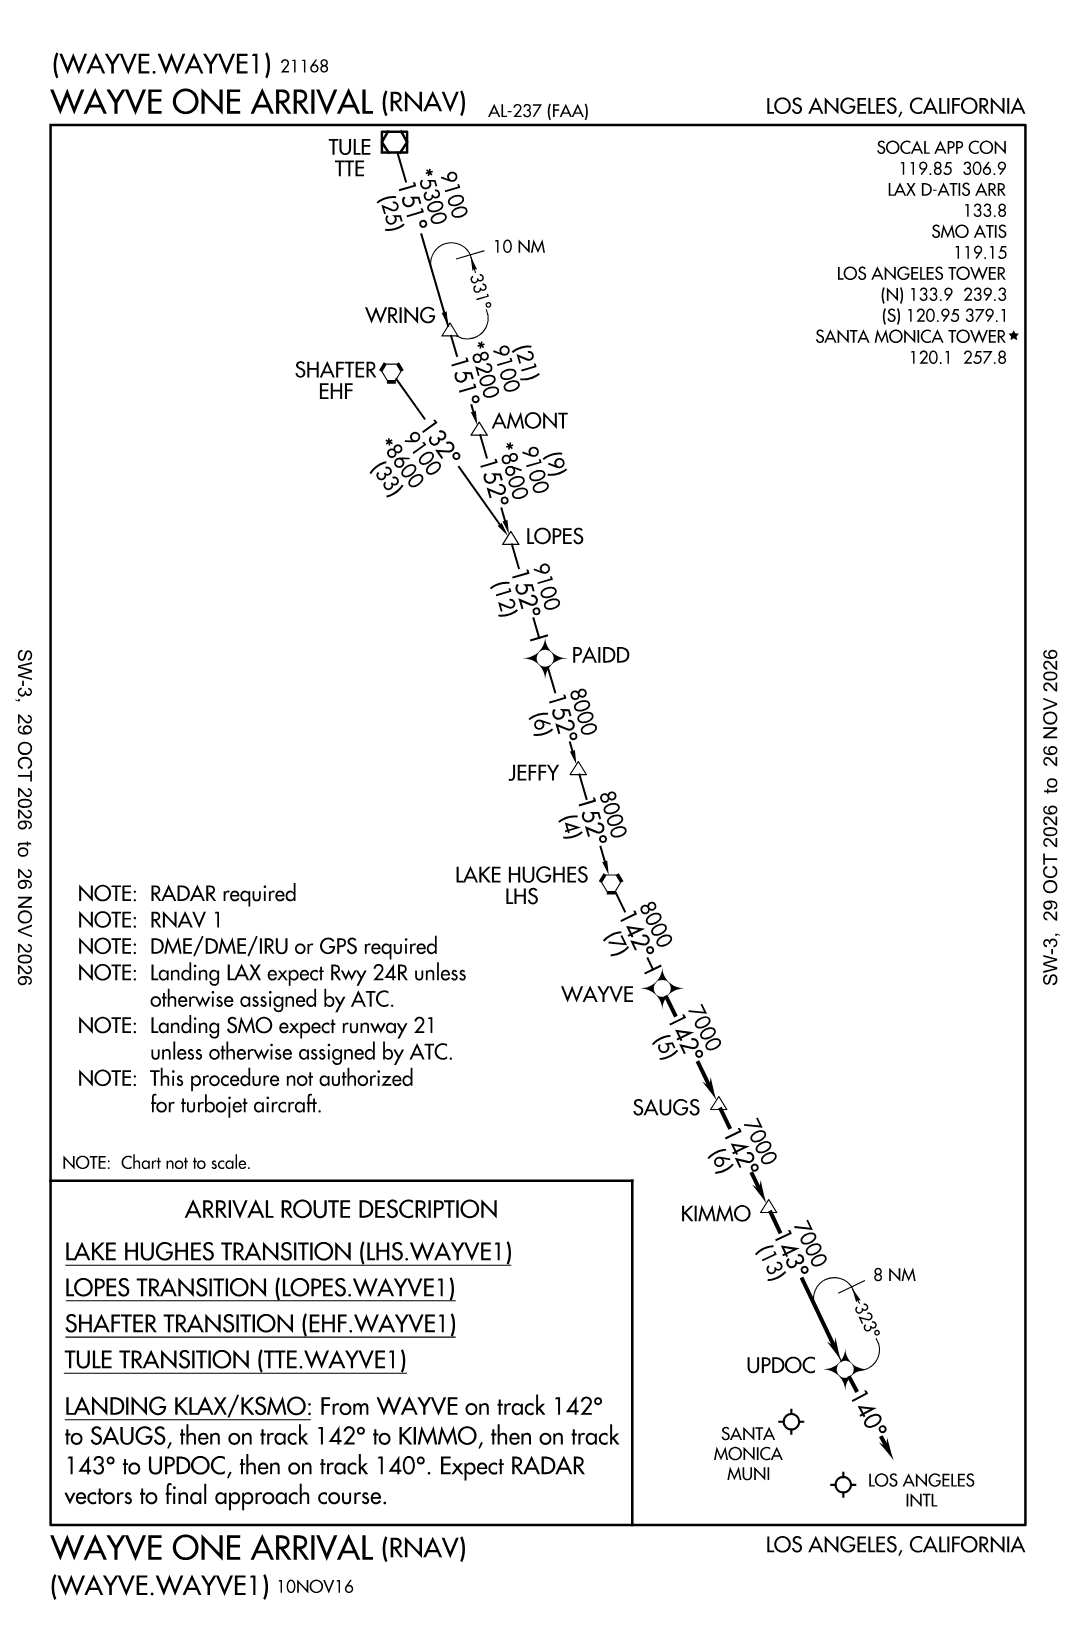 (WAYVE.WAYVE1) 21168
WAYVE ONE ARRIVAL (RNAV) AL-237 (FAA)
LOS ANGELES, CALIFORNIA
SOCAL APP CON
119.85 306.9
LAX D-ATIS ARR
133.8
SMO ATIS
119.15
LOS ANGELES TOWER
(N) 133.9 239.3
(S) 120.95 379.1
SANTA MONICA TOWER★
120.1 257.8
TULE
TTE
9100
*5300
151°
(25)
10 NM
331°
WRING
(21)
9100
*8200
151°
SHAFTER
EHF
132°
9100
*8600
(33)
AMONT
(9)
9100
*8600
152°
LOPES
9100
152°
(12)
PAIDD
8000
152°
(6)
JEFFY
8000
152°
(4)
LAKE HUGHES
LHS
8000
142°
(7)
WAYVE
7000
142°
(5)
SAUGS
7000
142°
(6)
KIMMO
7000
143°
(13)
8 NM
323°
UPDOC
140°
SANTA
MONICA
MUNI
LOS ANGELES
INTL
NOTE: RADAR required
NOTE: RNAV 1
NOTE: DME/DME/IRU or GPS required
NOTE: Landing LAX expect Rwy 24R unless
otherwise assigned by ATC.
NOTE: Landing SMO expect runway 21
unless otherwise assigned by ATC.
NOTE: This procedure not authorized
for turbojet aircraft.
NOTE: Chart not to scale.
ARRIVAL ROUTE DESCRIPTION
LAKE HUGHES TRANSITION (LHS.WAYVE1)
LOPES TRANSITION (LOPES.WAYVE1)
SHAFTER TRANSITION (EHF.WAYVE1)
TULE TRANSITION (TTE.WAYVE1)
LANDING KLAX/KSMO: From WAYVE on track 142°
to SAUGS, then on track 142° to KIMMO, then on track
143° to UPDOC, then on track 140°. Expect RADAR
vectors to final approach course.
SW-3, 29 OCT 2026 to 26 NOV 2026
SW-3, 29 OCT 2026 to 26 NOV 2026
WAYVE ONE ARRIVAL (RNAV)
LOS ANGELES, CALIFORNIA
(WAYVE.WAYVE1) 10NOV16